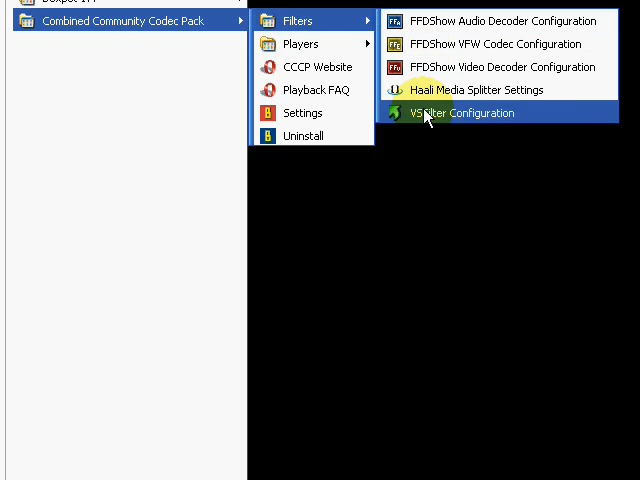 Combined Community Codec Pack
Filters
Players
CCCP Website
Playback FAQ
Settings
Uninstall
FFDShow Audio Decoder Configuration
FFDShow VFW Codec Configuration
FFDShow Video Decoder Configuration
Haali Media Splitter Settings
VSFilter Configuration